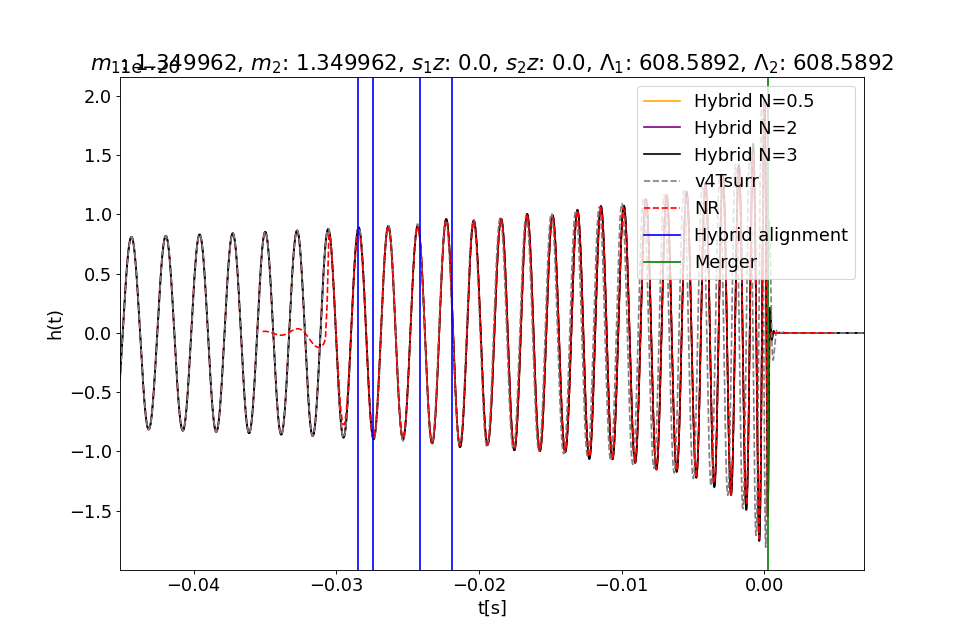 m₁: 1.349962, m₂: 1.349962, s₁z: 0.0, s₂z: 0.0, Λ₁: 608.5892, Λ₂: 608.5892
2.0
1.5
1.0
0.5
0.0
−0.5
−1.0
−1.5
h(t)
Hybrid N=0.5
Hybrid N=2
Hybrid N=3
v4Tsurr
NR
Hybrid alignment
Merger
−0.04
−0.03
−0.02
−0.01
0.00
t[s]